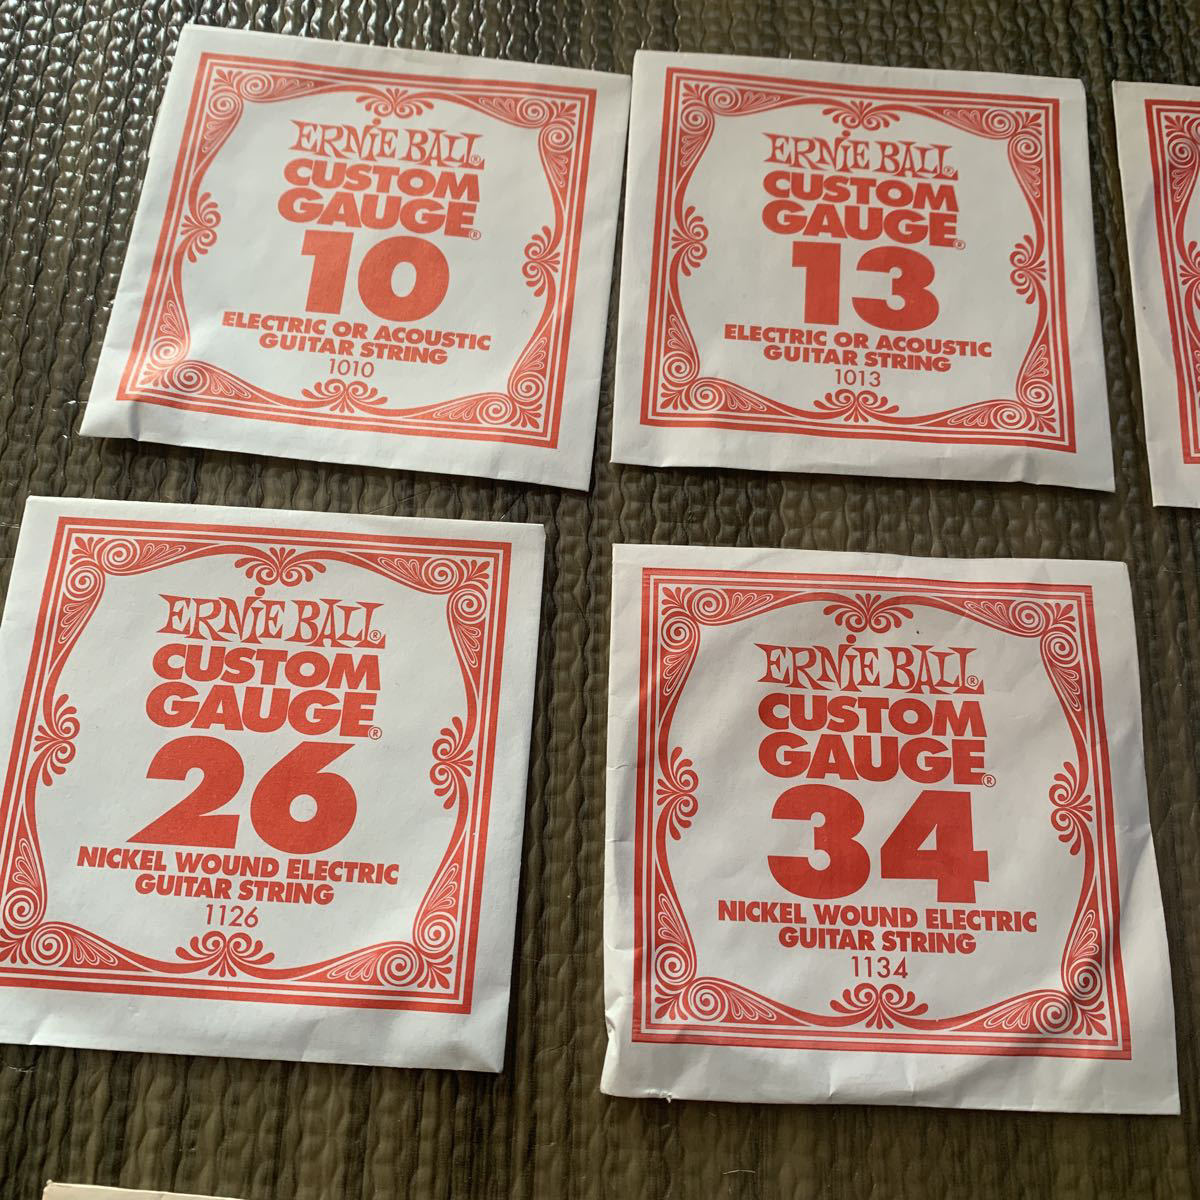 ERNIE BALL®
CUSTOM
GAUGE®
10
ELECTRIC OR ACOUSTIC
GUITAR STRING
1010
ERNIE BALL®
CUSTOM
GAUGE®
13
ELECTRIC OR ACOUSTIC
GUITAR STRING
1013
ERNIE BALL®
CUSTOM
GAUGE®
26
NICKEL WOUND ELECTRIC
GUITAR STRING
1126
ERNIE BALL®
CUSTOM
GAUGE®
34
NICKEL WOUND ELECTRIC
GUITAR STRING
1134